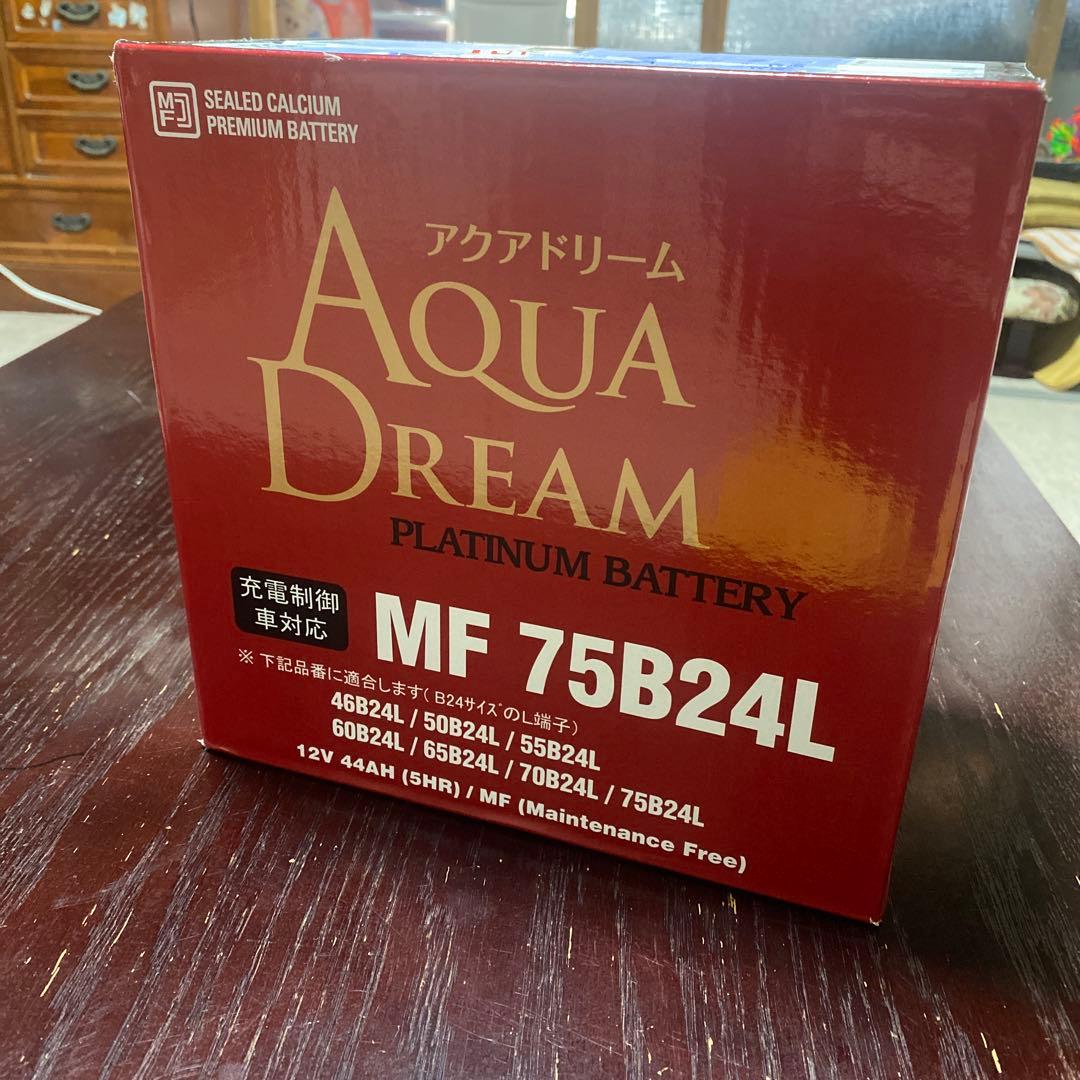 MFJ
SEALED CALCIUM
PREMIUM BATTERY
アクアドリーム
AQUA
DREAM
PLATINUM BATTERY
充電制御
車対応
MF 75B24L
※ 下記品番に適合します( B24サイズのL端子)
46B24L / 50B24L / 55B24L
60B24L / 65B24L / 70B24L / 75B24L
12V 44AH (5HR) / MF (Maintenance Free)